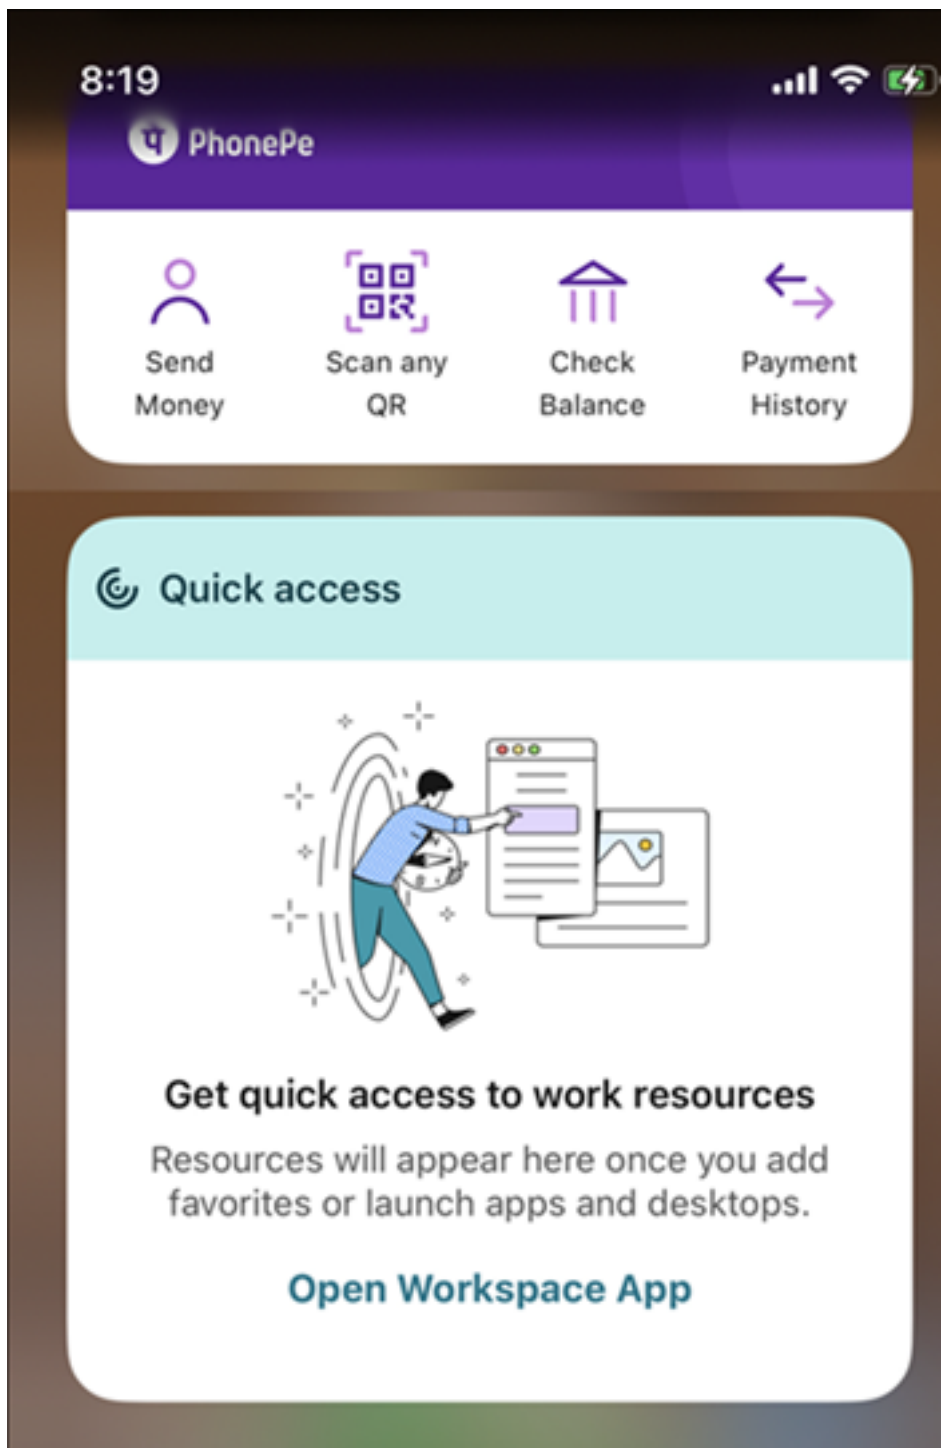 8:19
पे PhonePe
Send Scan any Check Payment
Money QR Balance History
Quick access
Get quick access to work resources
Resources will appear here once you add
favorites or launch apps and desktops.
Open Workspace App